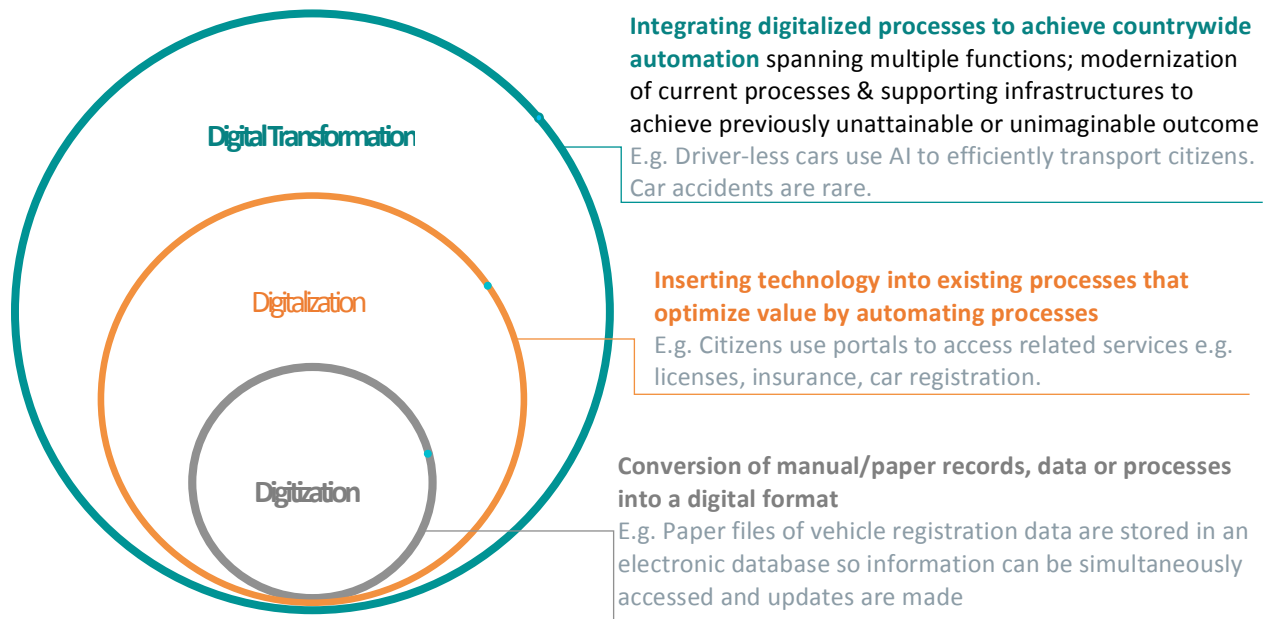 Integrating digitalized processes to achieve countrywide
automation spanning multiple functions; modernization
of current processes & supporting infrastructures to
achieve previously unattainable or unimaginable outcome
E.g. Driver-less cars use AI to efficiently transport citizens.
Car accidents are rare.
Digital Transformation
Inserting technology into existing processes that
optimize value by automating processes
E.g. Citizens use portals to access related services e.g.
licenses, insurance, car registration.
Digitalization
Conversion of manual/paper records, data or processes
into a digital format
E.g. Paper files of vehicle registration data are stored in an
electronic database so information can be simultaneously
accessed and updates are made
Digitization